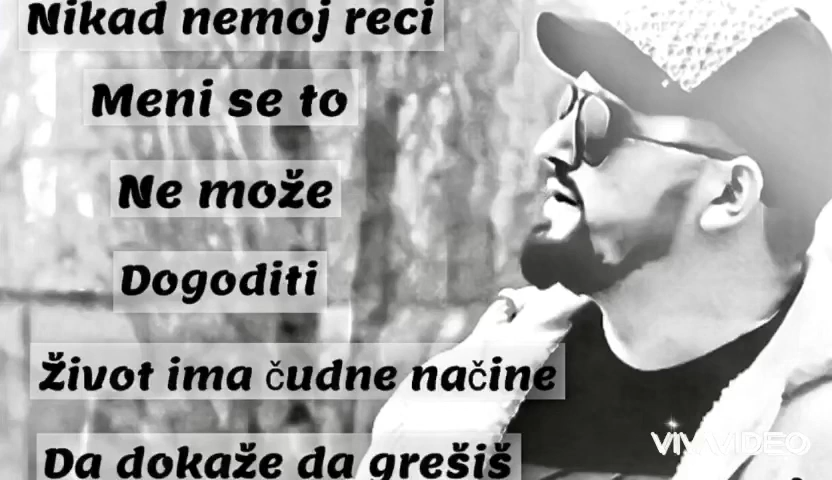 Nikad nemoj reci
Meni se to
Ne može
Dogoditi
Život ima čudne načine
Da dokaže da grešiš
VIVAVIDEO